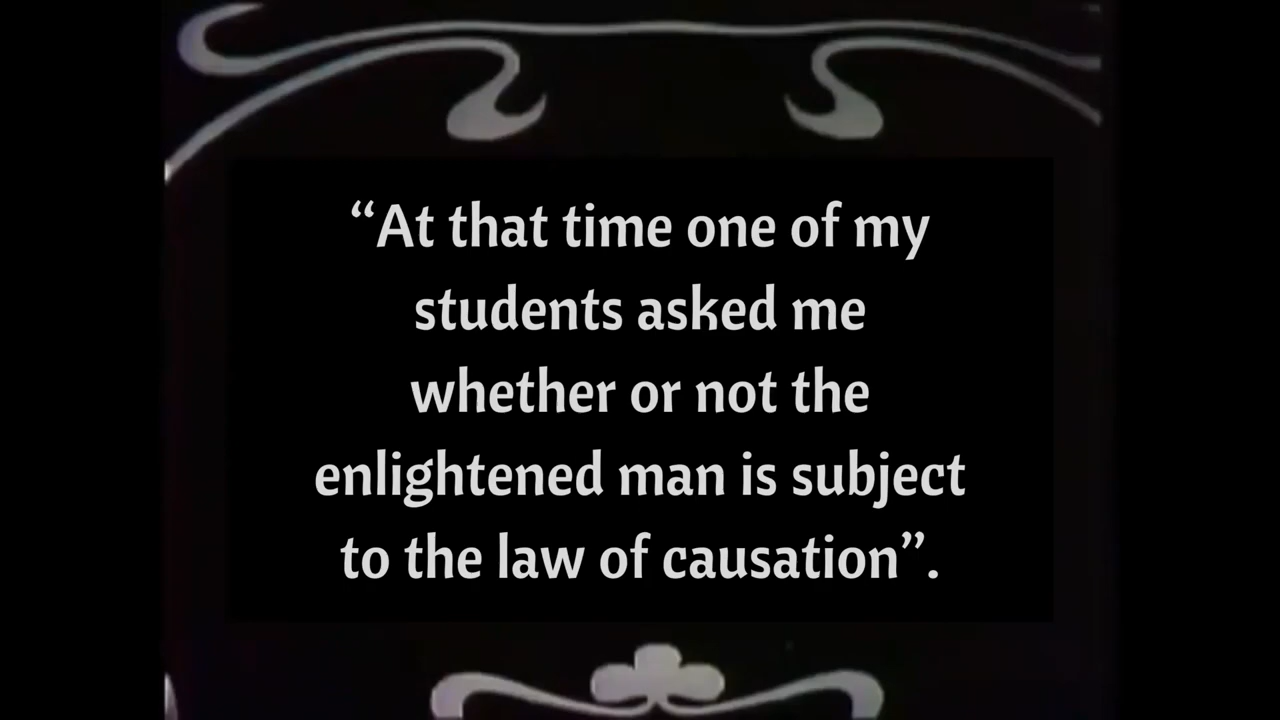 “At that time one of my
students asked me
whether or not the
enlightened man is subject
to the law of causation”.